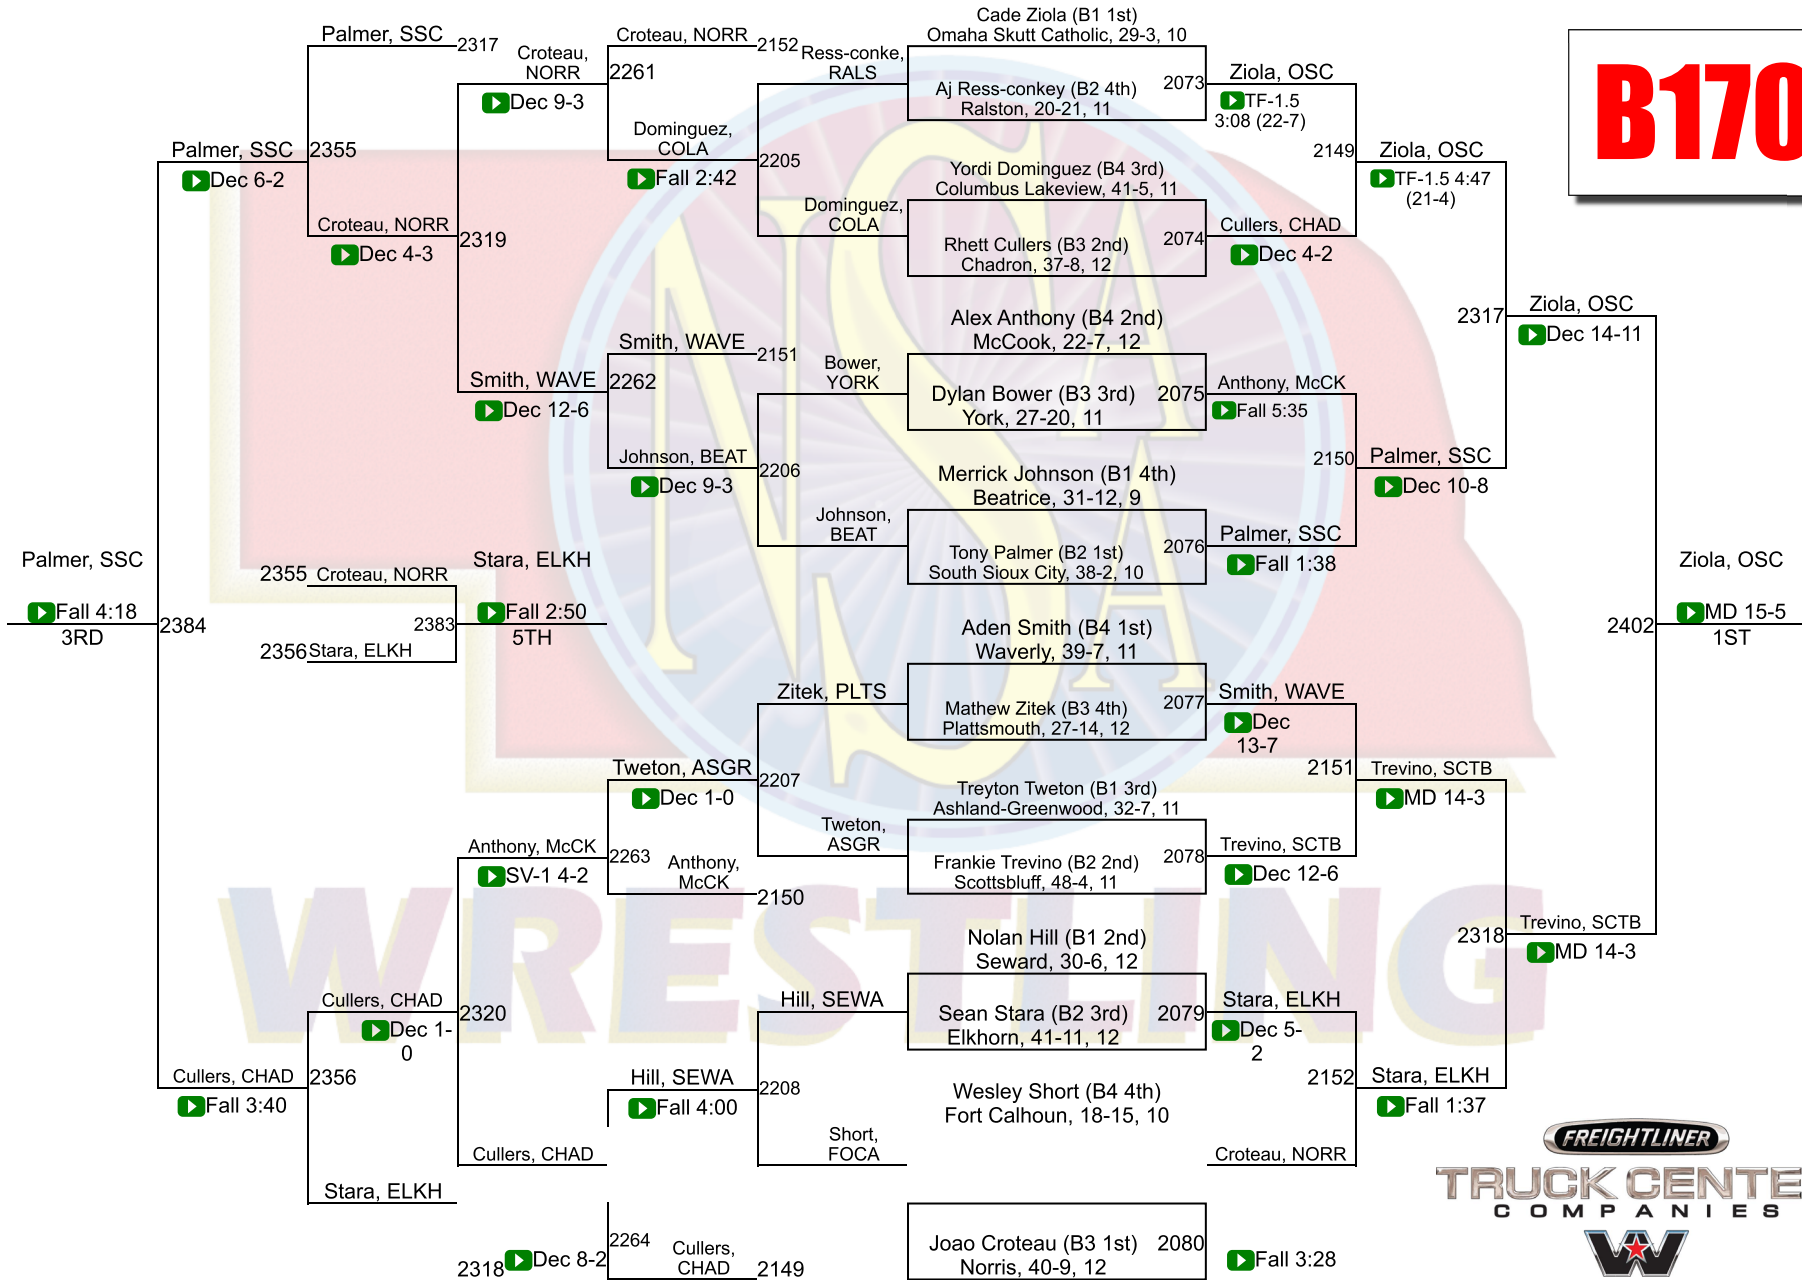 Cade Ziola (B1 1st)
Palmer, SSC
2317
Croteau, NORR
2152
Omaha Skutt Catholic, 29-3, 10
B170
Croteau,
NORR
2261
Ress-conke,
RALS
2073
Ziola, OSC
Dec 9-3
Aj Ress-conkey (B2 4th)
Ralston, 20-21, 11
TF-1.5
3:08 (22-7)
Dominguez,
COLA
Palmer, SSC
2355
2205
2149
Ziola, OSC
Dec 6-2
Fall 2:42
Yordi Dominguez (B4 3rd)
Columbus Lakeview, 41-5, 11
TF-1.5 4:47
(21-4)
Croteau, NORR
2319
Dominguez,
COLA
2074
Cullers, CHAD
Dec 4-3
Rhett Cullers (B3 2nd)
Chadron, 37-8, 12
Dec 4-2
Alex Anthony (B4 2nd)
McCook, 22-7, 12
2317
Ziola, OSC
Dec 14-11
Smith, WAVE
2151
Smith, WAVE
2262
Bower,
YORK
Dylan Bower (B3 3rd)
York, 27-20, 11
2075
Anthony, McCK
Dec 12-6
Fall 5:35
Johnson, BEAT
2206
Merrick Johnson (B1 4th)
Beatrice, 31-12, 9
2150
Palmer, SSC
Dec 9-3
Dec 10-8
Johnson,
BEAT
2076
Palmer, SSC
Tony Palmer (B2 1st)
South Sioux City, 38-2, 10
Fall 1:38
Palmer, SSC
Stara, ELKH
Ziola, OSC
2355
Croteau, NORR
Fall 4:18
3RD
2384
2383
Fall 2:50
5TH
2402
MD 15-5
1ST
2356
Stara, ELKH
Aden Smith (B4 1st)
Waverly, 39-7, 11
Zitek, PLTS
2077
Smith, WAVE
Mathew Zitek (B3 4th)
Plattsmouth, 27-14, 12
Dec
13-7
Tweton, ASGR
2207
2151
Trevino, SCTB
Dec 1-0
Treyton Tweton (B1 3rd)
Ashland-Greenwood, 32-7, 11
MD 14-3
Tweton,
ASGR
Anthony, McCK
2263
2078
Trevino, SCTB
SV-1 4-2
Anthony,
McCK
2150
Frankie Trevino (B2 2nd)
Scottsbluff, 48-4, 11
Dec 12-6
Nolan Hill (B1 2nd)
Seward, 30-6, 12
2318
Trevino, SCTB
MD 14-3
NSAA
WRESTLING
Cullers, CHAD
2320
Hill, SEWA
Sean Stara (B2 3rd)
Elkhorn, 41-11, 12
2079
Stara, ELKH
Dec 1-
0
Dec 5-
2
Cullers, CHAD
2356
Hill, SEWA
2208
2152
Stara, ELKH
Fall 3:40
Fall 4:00
Wesley Short (B4 4th)
Fort Calhoun, 18-15, 10
Fall 1:37
Cullers, CHAD
Short,
FOCA
Croteau, NORR
FREIGHTLINER
TRUCK CENTE
COMPANIES
Stara, ELKH
2318
Dec 8-2
2264
Cullers,
CHAD
2149
Joao Croteau (B3 1st)
Norris, 40-9, 12
2080
Fall 3:28